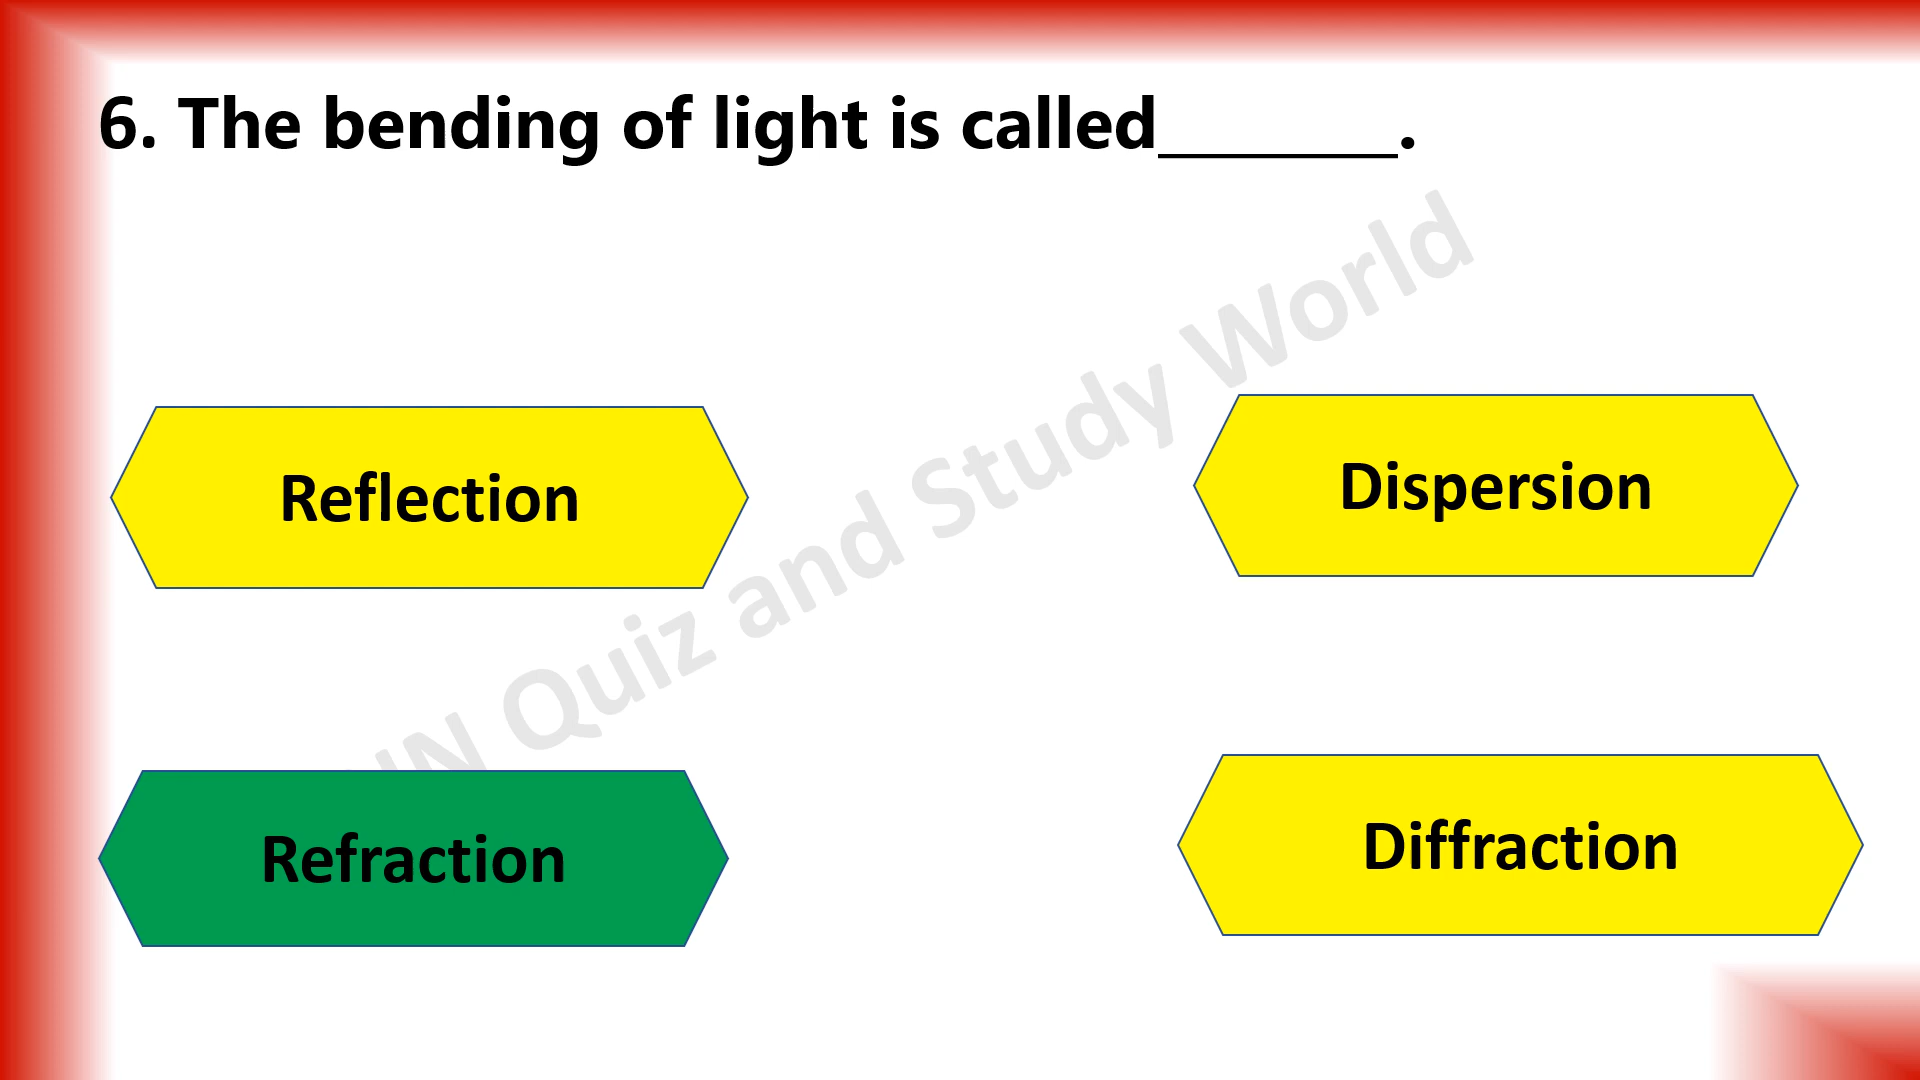 6. The bending of light is called________.
Reflection
Dispersion
Refraction
Diffraction
Quiz and Study World